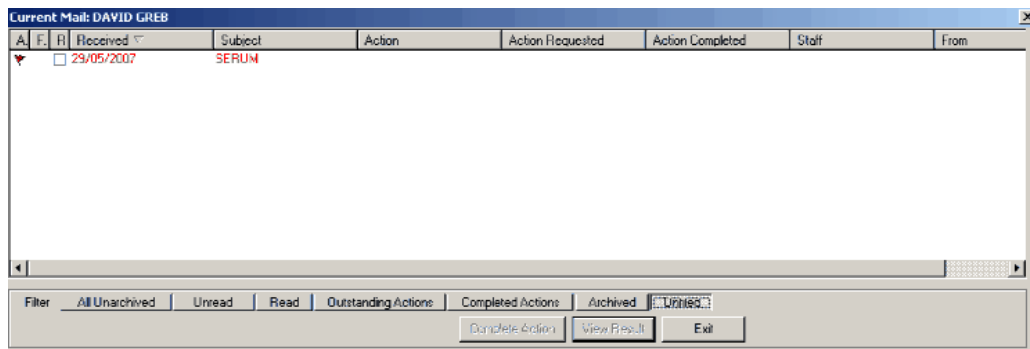 Current Mail: DAVID GREB
A. F. R Received Subject Action Action Requested Action Completed Staff From
29/05/2007 SERUM
Filter All Unarchived Unread Read Outstanding Actions Completed Actions Archived
Complete Action View Result Exit